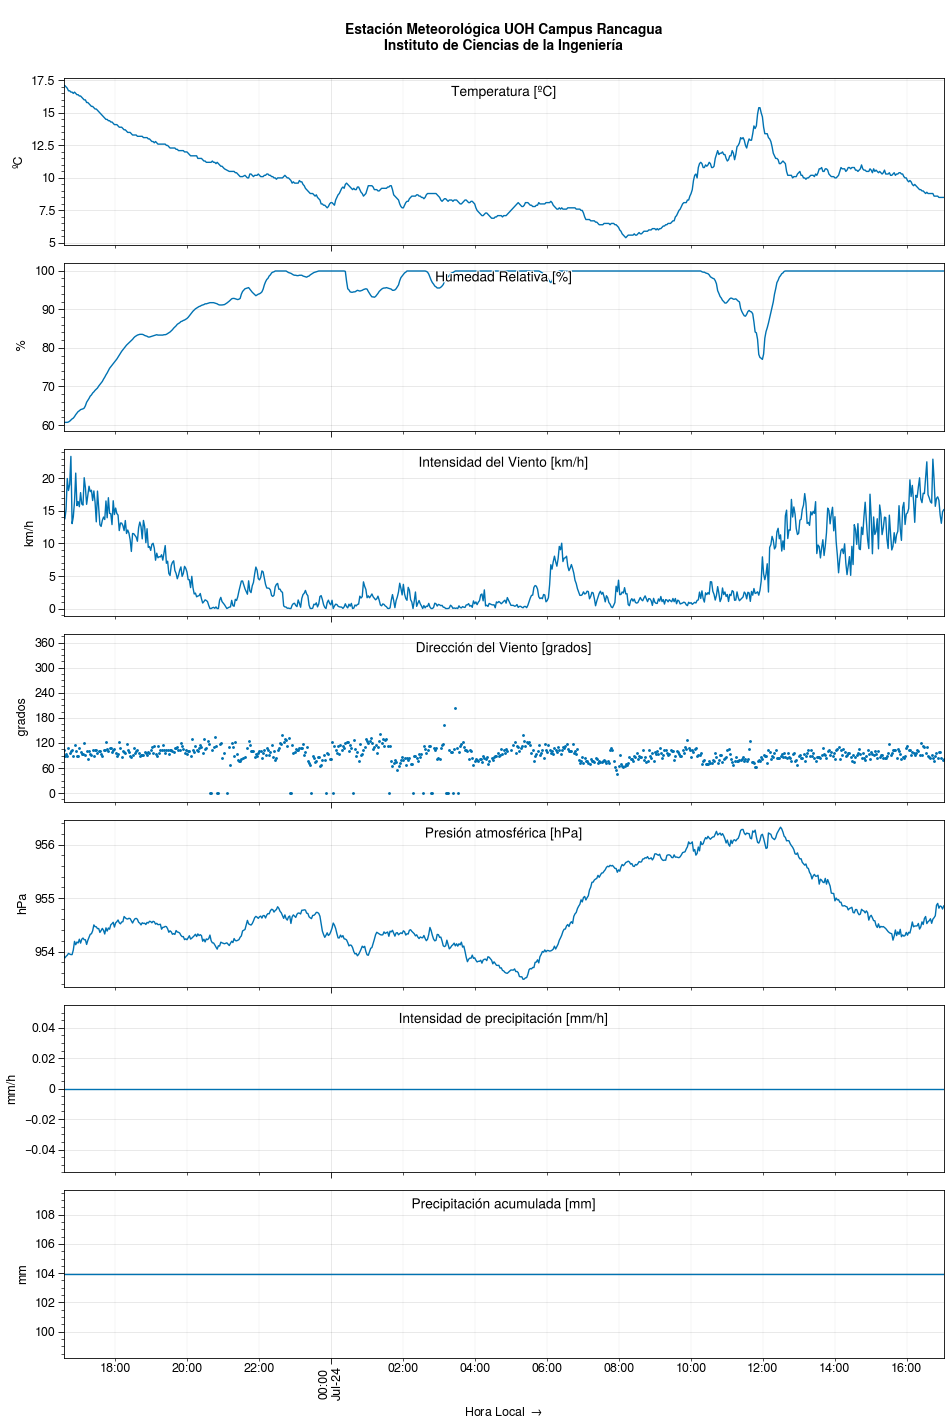 Estación Meteorológica UOH Campus Rancagua
Instituto de Ciencias de la Ingeniería
Temperatura [ºC]
17.5
15
12.5
10
7.5
5
ºC
Humedad Relativa [%]
100
90
80
70
60
%
Intensidad del Viento [km/h]
20
15
10
5
0
km/h
Dirección del Viento [grados]
360
300
240
180
120
60
0
grados
Presión atmosférica [hPa]
956
955
954
hPa
Intensidad de precipitación [mm/h]
0.04
0.02
0
−0.02
−0.04
mm/h
Precipitación acumulada [mm]
108
106
104
102
100
mm
18:00 20:00 22:00 00:00 02:00 04:00 06:00 08:00 10:00 12:00 14:00 16:00
Jul-24
Hora Local →